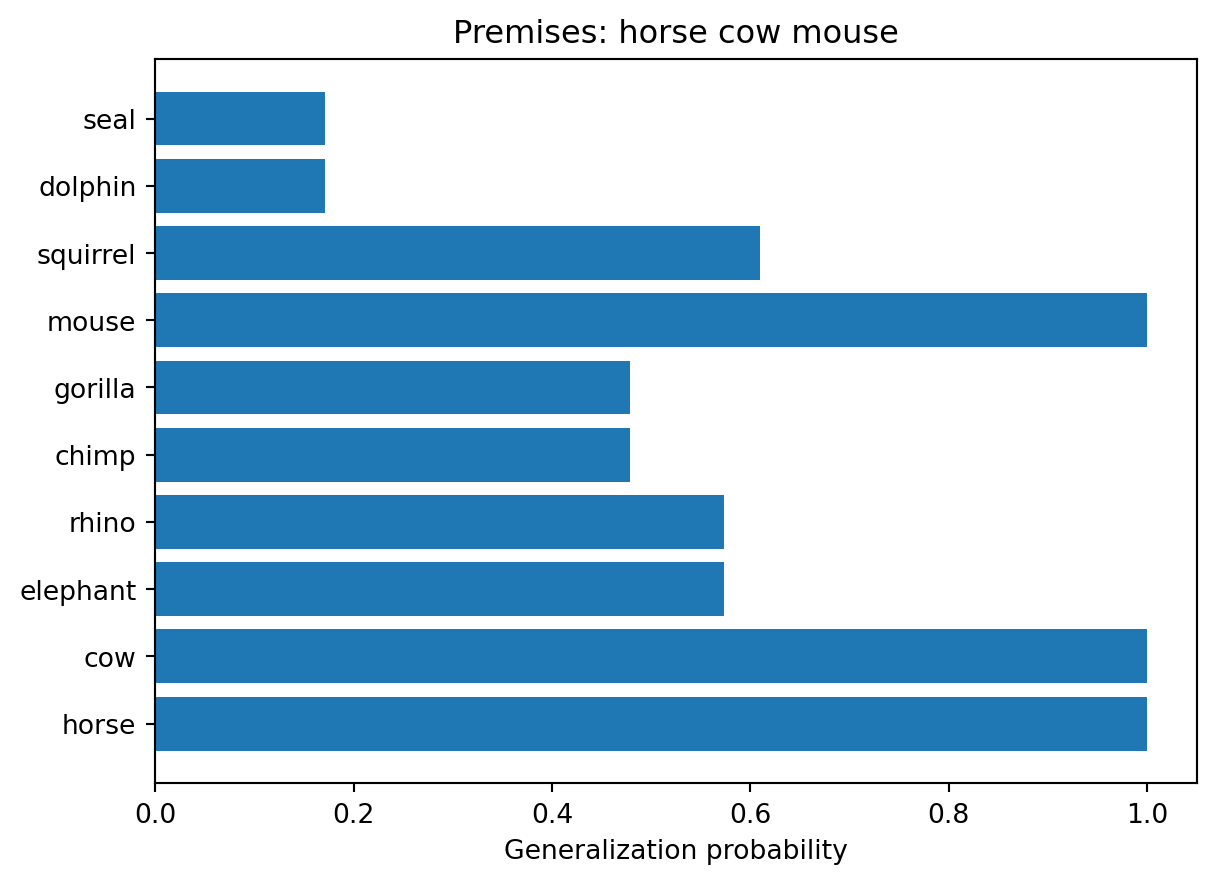 Premises: horse cow mouse
seal
dolphin
squirrel
mouse
gorilla
chimp
rhino
elephant
cow
horse
0.0 0.2 0.4 0.6 0.8 1.0
Generalization probability